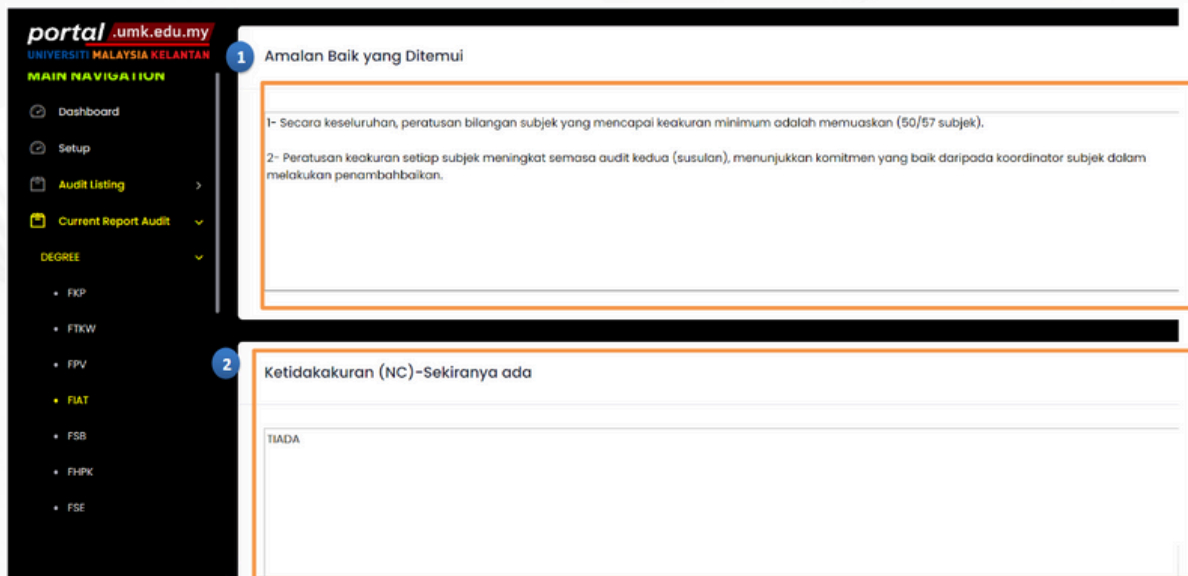 portal .umk.edu.my
UNIVERSITI MALAYSIA KELANTAN
MAIN NAVIGATION
Dashboard
Setup
Audit Listing
Current Report Audit
DEGREE
FKP
FTKW
FPV
FIAT
FSB
FHPK
FSE
1
Amalan Baik yang Ditemui
1- Secara keseluruhan, peratusan bilangan subjek yang mencapai keakuran minimum adalah memuaskan (50/57 subjek).
2- Peratusan keakuran setiap subjek meningkat semasa audit kedua (susulan), menunjukkan komitmen yang baik daripada koordinator subjek dalam
melakukan penambahbaikan.
2
Ketidakakuran (NC)-Sekiranya ada
TIADA